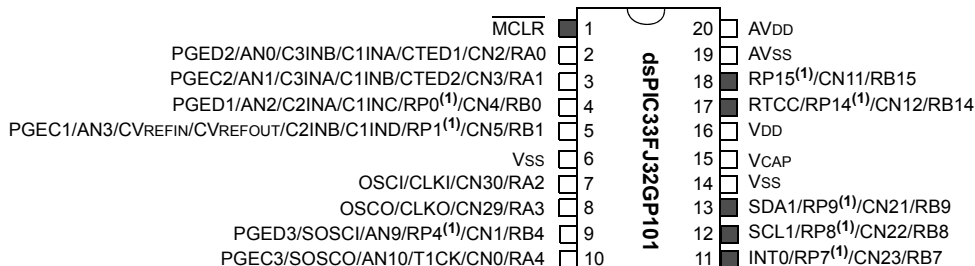 MCLR 1 20 AVDD
PGED2/AN0/C3INB/C1INA/CTED1/CN2/RA0 2 19 AVSS
PGEC2/AN1/C3INA/C1INB/CTED2/CN3/RA1 3 18 RP15(1)/CN11/RB15
PGED1/AN2/C2INA/C1INC/RP0(1)/CN4/RB0 4 17 RTCC/RP14(1)/CN12/RB14
PGEC1/AN3/CVREFIN/CVREFOUT/C2INB/C1IND/RP1(1)/CN5/RB1 5 16 VDD
VSS 6 15 VCAP
OSCI/CLKI/CN30/RA2 7 14 VSS
OSCO/CLKO/CN29/RA3 8 13 SDA1/RP9(1)/CN21/RB9
PGED3/SOSCI/AN9/RP4(1)/CN1/RB4 9 12 SCL1/RP8(1)/CN22/RB8
PGEC3/SOSCO/AN10/T1CK/CN0/RA4 10 11 INT0/RP7(1)/CN23/RB7
dsPIC33FJ32GP101